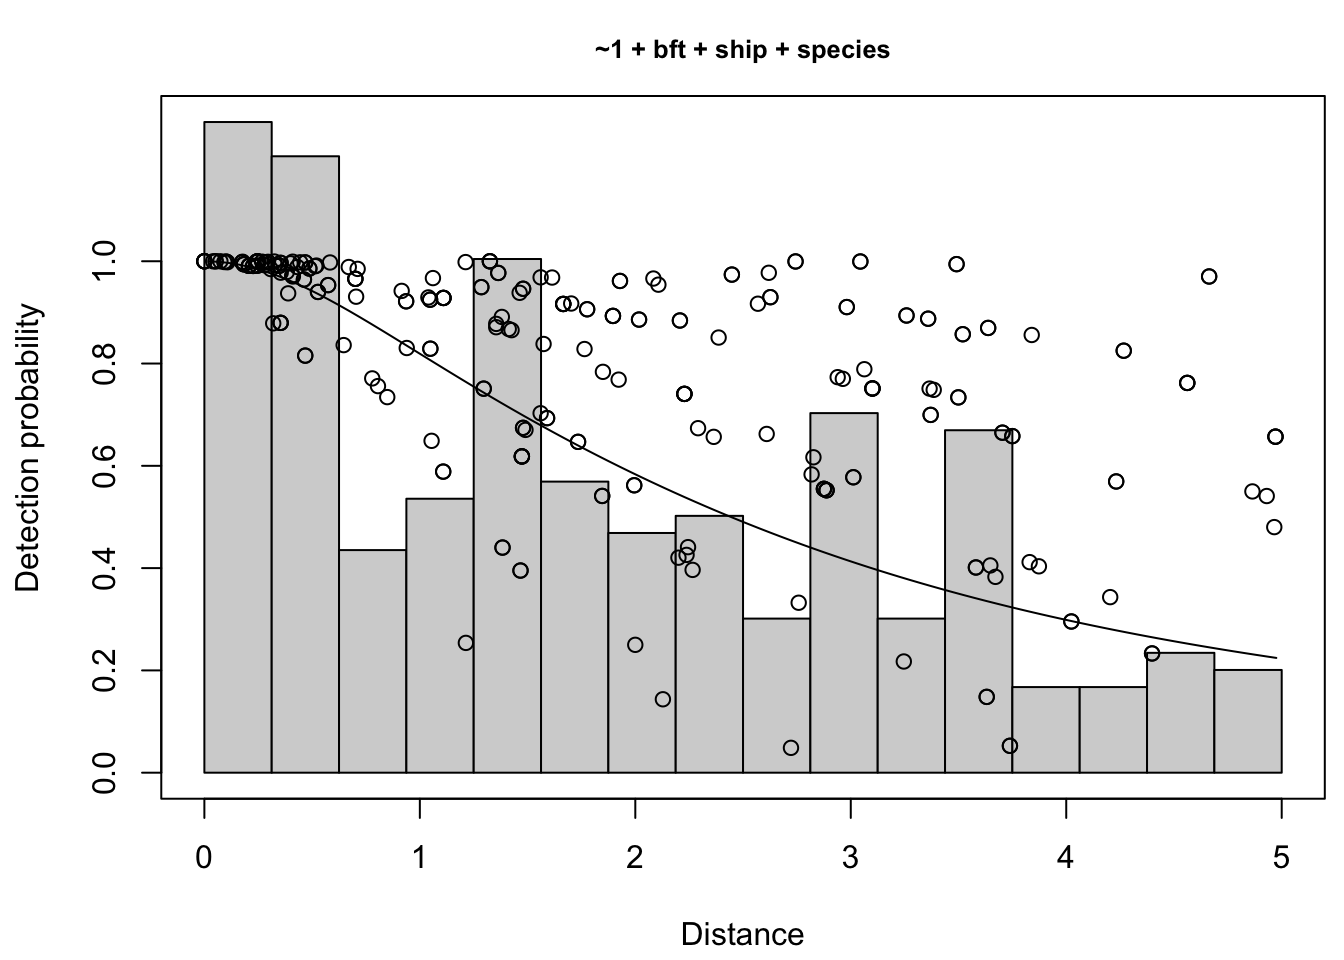 ~1 + bft + ship + species
Detection probability
1.0
0.8
0.6
0.4
0.2
0.0
0 1 2 3 4 5
Distance